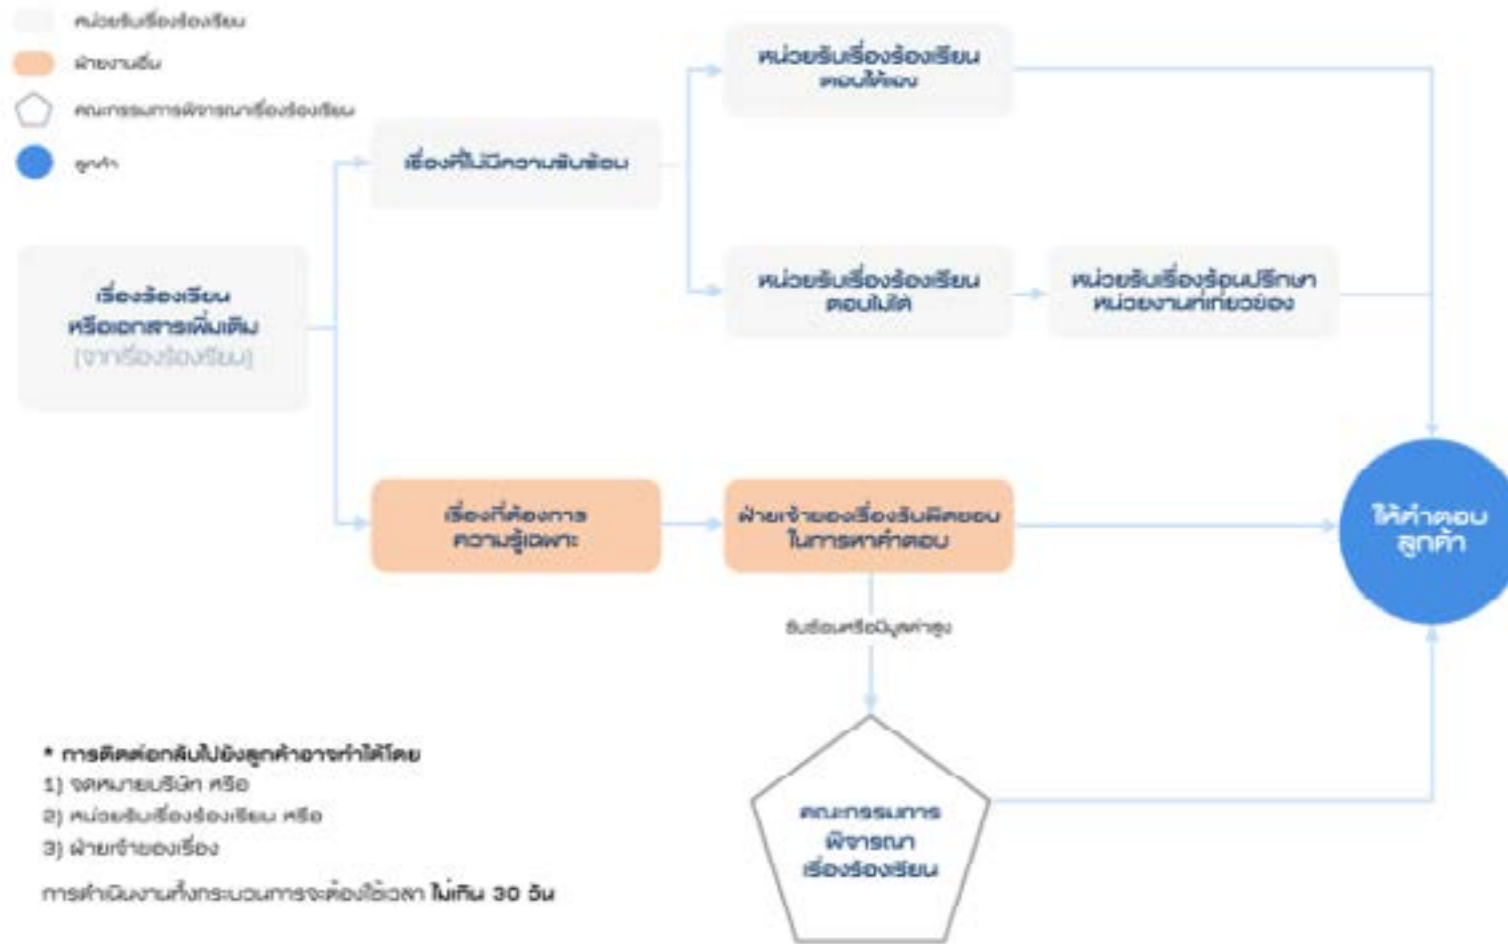 หน่วยรับเรื่องร้องเรียน
ฝ่ายงานอื่น
คณะกรรมการพิจารณาเรื่องร้องเรียน
ลูกค้า
เรื่องร้องเรียน
หรือเอกสารเพิ่มเติม
(จากเรื่องร้องเรียน)
เรื่องที่ไม่มีความซับซ้อน
หน่วยรับเรื่องร้องเรียน
ตอบได้เอง
หน่วยรับเรื่องร้องเรียน
ตอบไม่ได้
หน่วยรับเรื่องร้อนปรึกษา
หน่วยงานที่เกี่ยวข้อง
เรื่องที่ต้องการ
ความรู้เฉพาะ
ฝ่ายเจ้าของเรื่องรับผิดชอบ
ในการหาคำตอบ
ให้คำตอบ
ลูกค้า
ซับซ้อนหรือมีมูลค่าสูง
คณะกรรมการ
พิจารณา
เรื่องร้องเรียน
* การติดต่อกลับไปยังลูกค้าอาจทำได้โดย
1) จดหมายบริษัท หรือ
2) หน่วยรับเรื่องร้องเรียน หรือ
3) ฝ่ายเจ้าของเรื่อง
การดำเนินงานทั้งกระบวนการจะต้องใช้เวลา ไม่เกิน 30 วัน